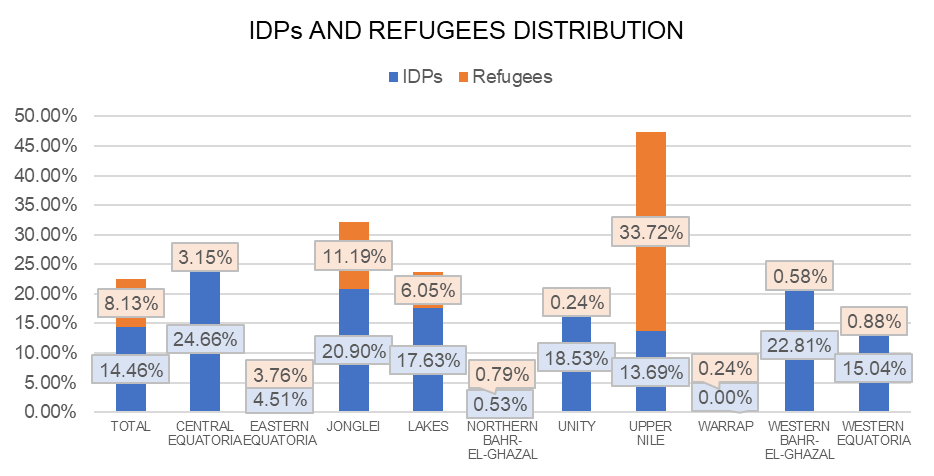 IDPs AND REFUGEES DISTRIBUTION
IDPs Refugees
50.00%
45.00%
40.00%
35.00%
30.00%
25.00%
20.00%
15.00%
10.00%
5.00%
0.00%
8.13%
14.46%
3.15%
24.66%
3.76%
4.51%
11.19%
20.90%
6.05%
17.63%
0.79%
0.53%
0.24%
18.53%
33.72%
13.69%
0.24%
0.00%
0.58%
22.81%
0.88%
15.04%
TOTAL
CENTRAL
EQUATORIA
EASTERN
EQUATORIA
JONGLEI
LAKES
NORTHERN
BAHR-
EL-GHAZAL
UNITY
UPPER
NILE
WARRAP
WESTERN
BAHR-
EL-GHAZAL
WESTERN
EQUATORIA